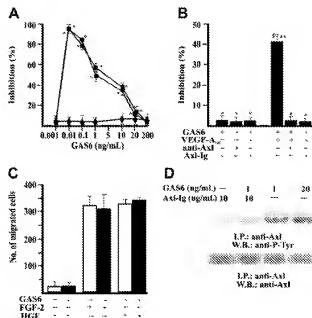 A
B
Inhibition (%)
100
80
60
40
20
0
0.001
0.01
0.1
1
10
20
200
GAS6 (ng/mL)
Inhibition (%)
50
40
30
20
10
0
GAS6
VEGF-A
anti-Axl
Axl-Ig
C
D
No. of migrated cells
300
200
100
0
GAS6
FGF-2
HGF
GAS6 (ng/mL) — 1 1 20
Axl-Ig (ng/mL) 10 10 — —
I.P.: anti-Axl
W.B.: anti-P-Tyr
I.P.: anti-Axl
W.B.: anti-Axl